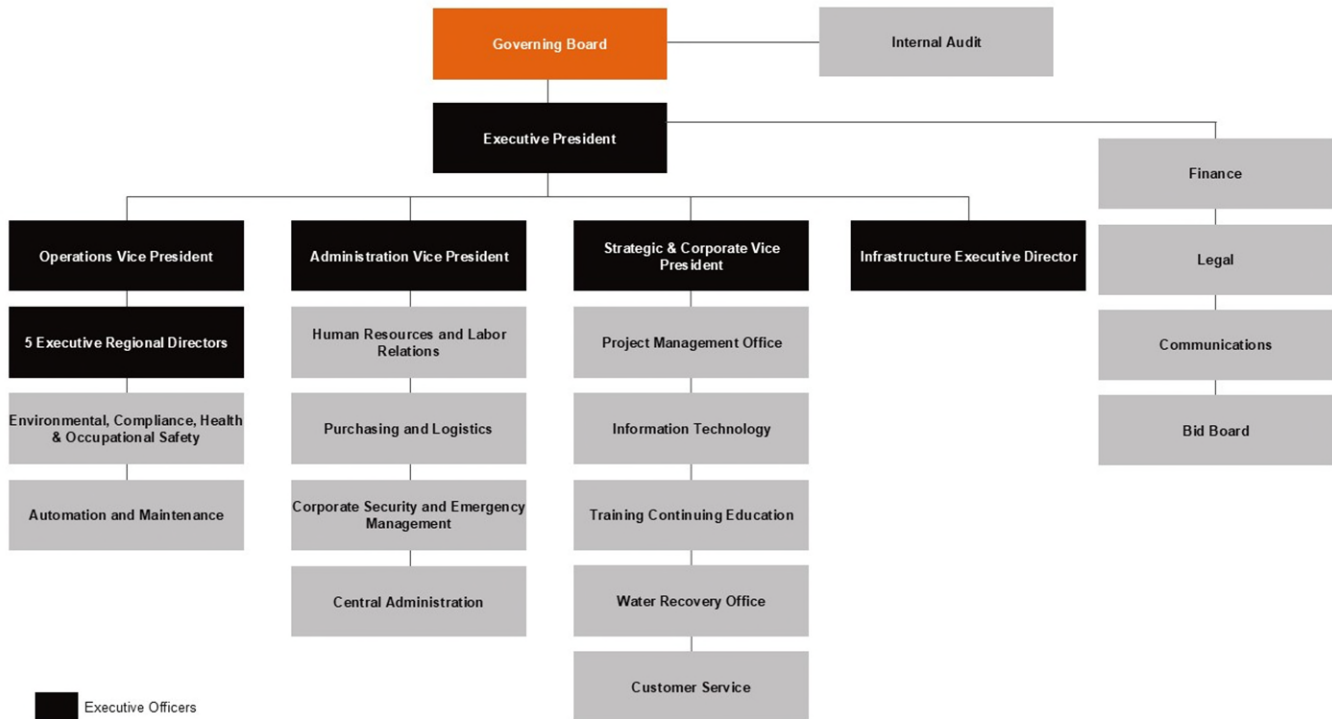 Governing Board
Internal Audit
Executive President
Finance
Legal
Communications
Bid Board
Operations Vice President
5 Executive Regional Directors
Environmental, Compliance, Health
& Occupational Safety
Automation and Maintenance
Administration Vice President
Human Resources and Labor
Relations
Purchasing and Logistics
Corporate Security and Emergency
Management
Central Administration
Strategic & Corporate Vice
President
Project Management Office
Information Technology
Training Continuing Education
Water Recovery Office
Customer Service
Infrastructure Executive Director
Executive Officers